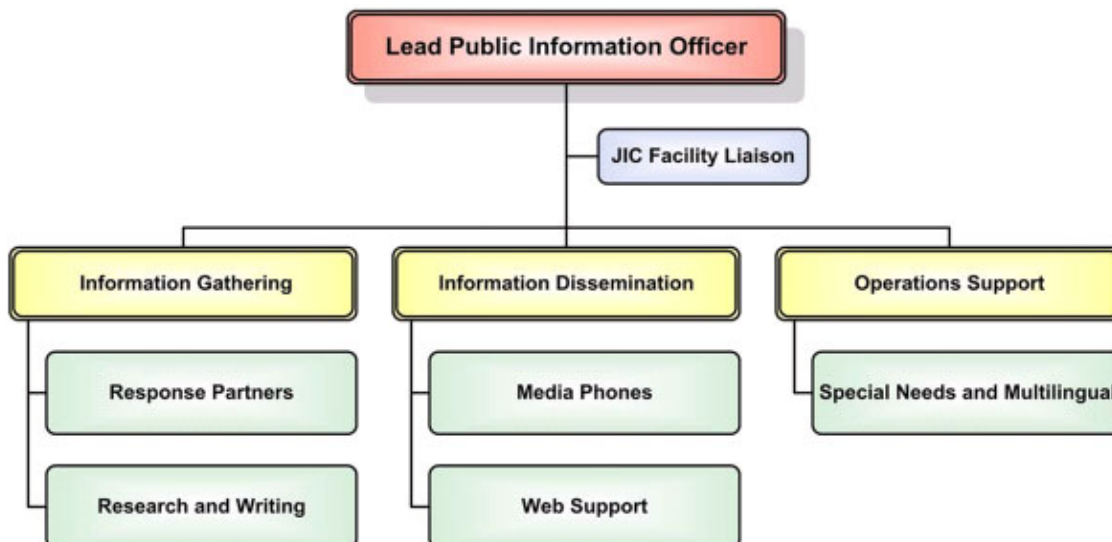 Lead Public Information Officer
JIC Facility Liaison
Information Gathering
Information Dissemination
Operations Support
Response Partners
Media Phones
Special Needs and Multilingual
Research and Writing
Web Support